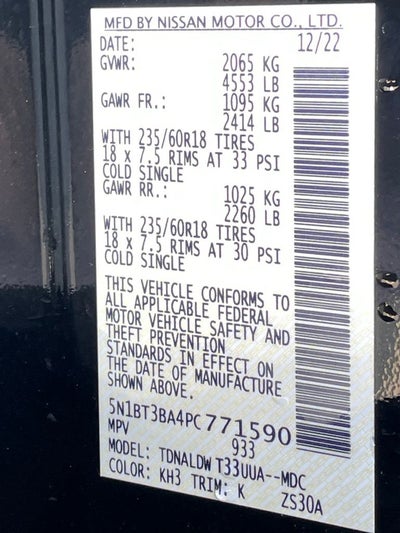 MFD BY NISSAN MOTOR CO., LTD.
DATE: 12/22
GVWR: 2065 KG
4553 LB
GAWR FR.: 1095 KG
2414 LB
WITH 235/60R18 TIRES
18 x 7.5 RIMS AT 33 PSI
COLD SINGLE
GAWR RR.: 1025 KG
2260 LB
WITH 235/60R18 TIRES
18 x 7.5 RIMS AT 30 PSI
COLD SINGLE
THIS VEHICLE CONFORMS TO
ALL APPLICABLE FEDERAL
MOTOR VEHICLE SAFETY AND
THEFT PREVENTION
STANDARDS IN EFFECT ON
THE DATE OF MANUFACTURE
SHOWN ABOVE.
5N1BT3BA4PC771590
MPV 933
MODEL: TDNALDW T33UUA--MDC
COLOR: KH3 TRIM: K ZS30A